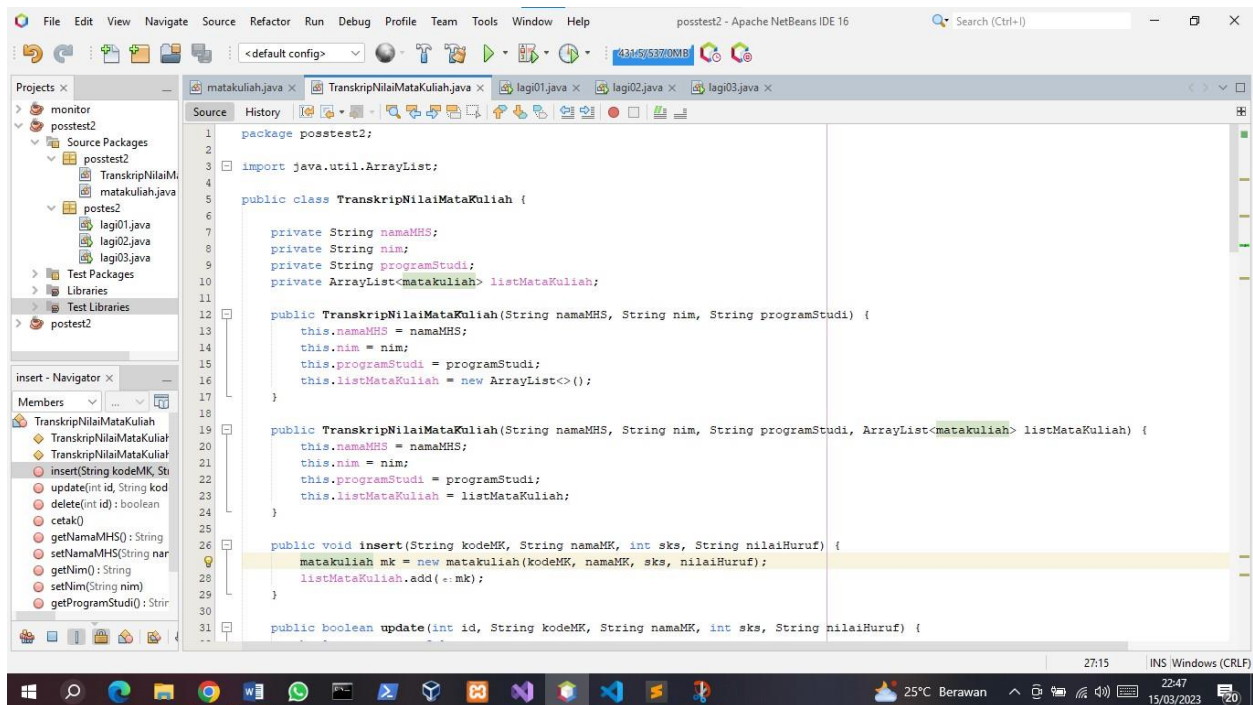 File Edit View Navigate Source Refactor Run Debug Profile Team Tools Window Help
posstest2 - Apache NetBeans IDE 16
Search (Ctrl+I)
<default config>
Projects
matakuliah.java
TranskripNilaiMataKuliah.java
lagi01.java
lagi02.java
lagi03.java
monitor
posstest2
Source Packages
posstest2
TranskripNilaiMa
matakuliah.java
postes2
lagi01.java
lagi02.java
lagi03.java
Test Packages
Libraries
Test Libraries
postest2
insert - Navigator
Members
...
TranskripNilaiMataKuliah
TranskripNilaiMataKuliah
TranskripNilaiMataKuliah
insert(String kodeMK, Str
update(int id, String kod
delete(int id) : boolean
cetak()
getNamaMHS() : String
setNamaMHS(String nar
getNim() : String
setNim(String nim)
getProgramStudi() : Strin
Source History
1 package posstest2;
2
3 import java.util.ArrayList;
4
5 public class TranskripNilaiMataKuliah {
6
7 private String namaMHS;
8 private String nim;
9 private String programStudi;
10 private ArrayList<matakuliah> listMataKuliah;
11
12 public TranskripNilaiMataKuliah(String namaMHS, String nim, String programStudi) {
13 this.namaMHS = namaMHS;
14 this.nim = nim;
15 this.programStudi = programStudi;
16 this.listMataKuliah = new ArrayList<>();
17 }
18
19 public TranskripNilaiMataKuliah(String namaMHS, String nim, String programStudi, ArrayList<matakuliah> listMataKuliah) {
20 this.namaMHS = namaMHS;
21 this.nim = nim;
22 this.programStudi = programStudi;
23 this.listMataKuliah = listMataKuliah;
24 }
25
26 public void insert(String kodeMK, String namaMK, int sks, String nilaiHuruf) {
matakuliah mk = new matakuliah(kodeMK, namaMK, sks, nilaiHuruf);
28 listMataKuliah.add( e: mk);
29 }
30
31 public boolean update(int id, String kodeMK, String namaMK, int sks, String nilaiHuruf) {
27:15 INS Windows (CRLF)
25°C Berawan
22:47
15/03/2023
20